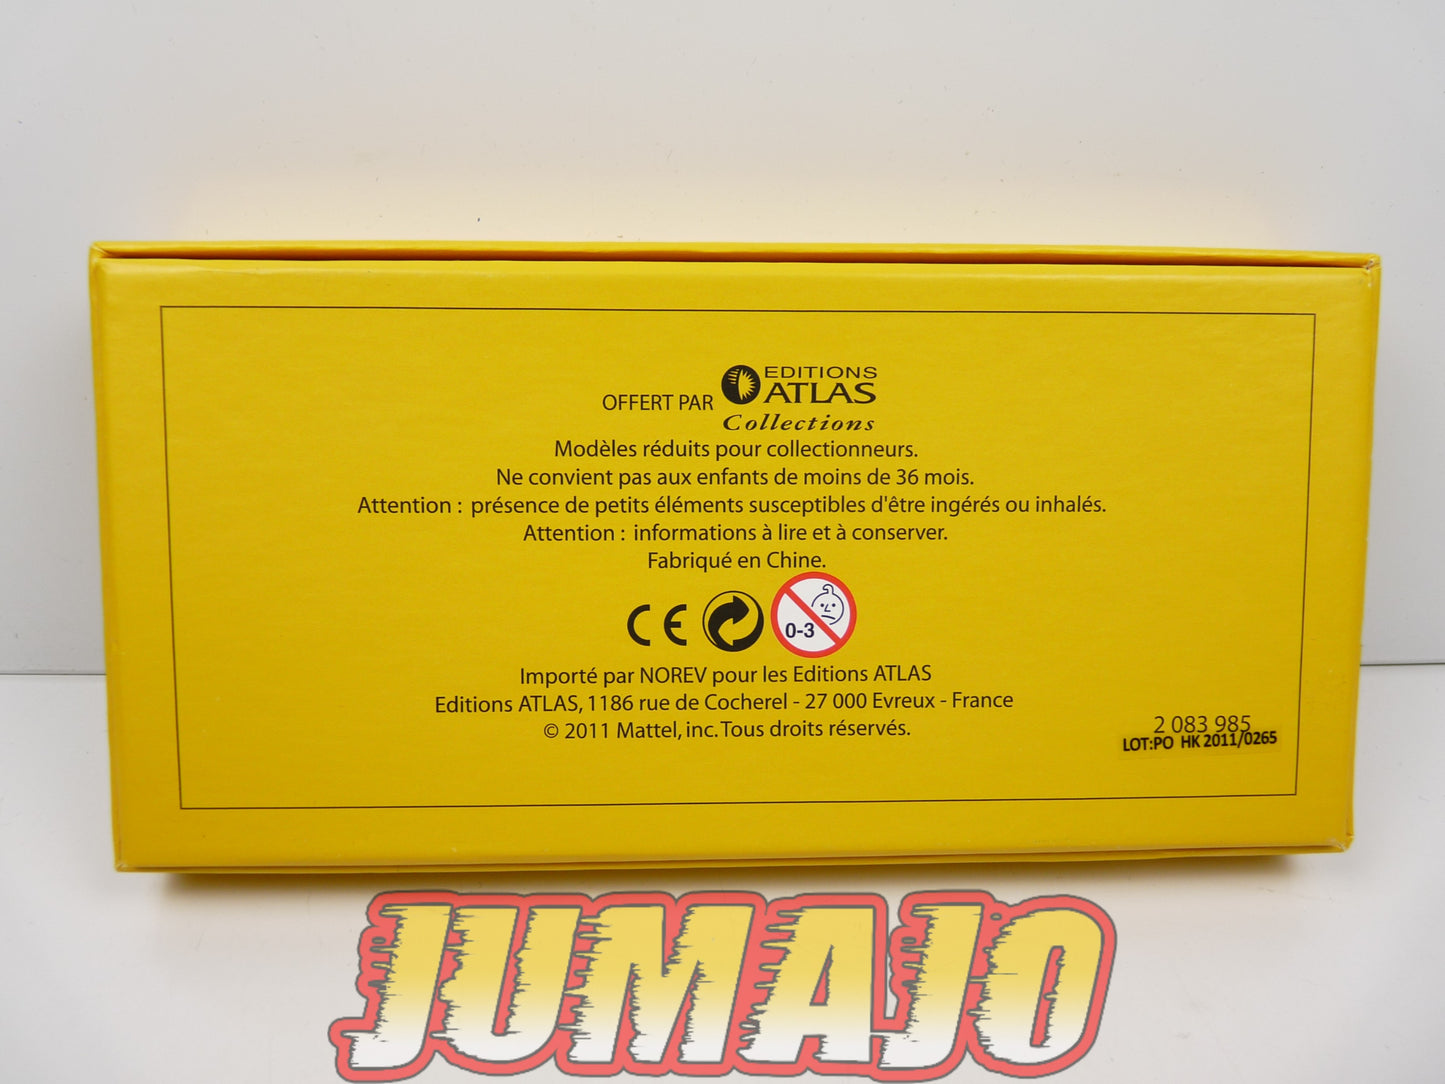 EDITIONS
OFFERT PAR ATLAS
Collections
Modèles réduits pour collectionneurs.
Ne convient pas aux enfants de moins de 36 mois.
Attention : présence de petits éléments susceptibles d'être ingérés ou inhalés.
Attention : informations à lire et à conserver.
Fabriqué en Chine.
CE
0-3
Importé par NOREV pour les Editions ATLAS
Editions ATLAS, 1186 rue de Cocherel - 27 000 Evreux - France
© 2011 Mattel, inc. Tous droits réservés.
2 083 985
LOT:PO HK 2011/0265
JUMAJO